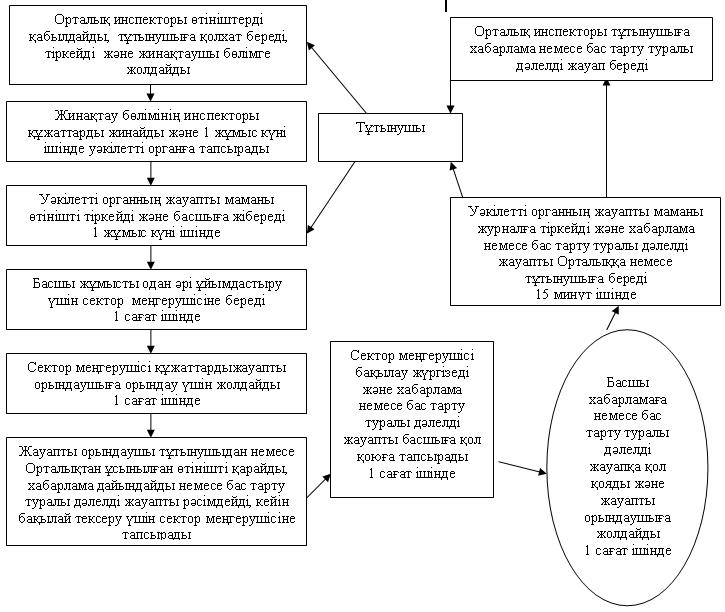 Орталық инспекторы өтініштерді
қабылдайды, тұтынушыға қолхат береді,
тіркейді және жинақтаушы бөлімге
жолдайды
Жинақтау бөлімінің инспекторы
құжаттарды жинайды және 1 жұмыс күні
ішінде уәкілетті органға тапсырады
Уәкілетті органның жауапты маманы
өтінішті тіркейді және басшыға жібереді
1 жұмыс күні ішінде
Басшы жұмысты одан әрі ұйымдастыру
үшін сектор меңгерушісіне береді
1 сағат ішінде
Сектор меңгерушісі құжаттардыжауапты
орындаушыға орындау үшін жолдайды
1 сағат ішінде
Жауапты орындаушы тұтынушыдан немесе
Орталықтан ұсынылған өтінішті қарайды,
хабарлама дайындайды немесе бас тарту
туралы дәлелді жауапты рәсімдейді, кейін
бақылай тексеру үшін сектор меңгерушісіне
тапсырады
Тұтынушы
Сектор меңгерушісі
бақылау жүргізеді
және хабарлама
немесе бас тарту
туралы дәлелді
жауапты басшыға қол
қоюға тапсырады
1 сағат ішінде
Басшы
хабарламаға
немесе бас
тарту туралы
дәлелді
жауапқа қол
қояды және
жауапты
орындаушыға
жолдайды
1 сағат ішінде
Уәкілетті органның жауапты маманы
журналға тіркейді және хабарлама
немесе бас тарту туралы дәлелді
жауапты Орталыққа немесе
тұтынушыға береді
15 минут ішінде
Орталық инспекторы тұтынушыға
хабарлама немесе бас тарту туралы
дәлелді жауап береді